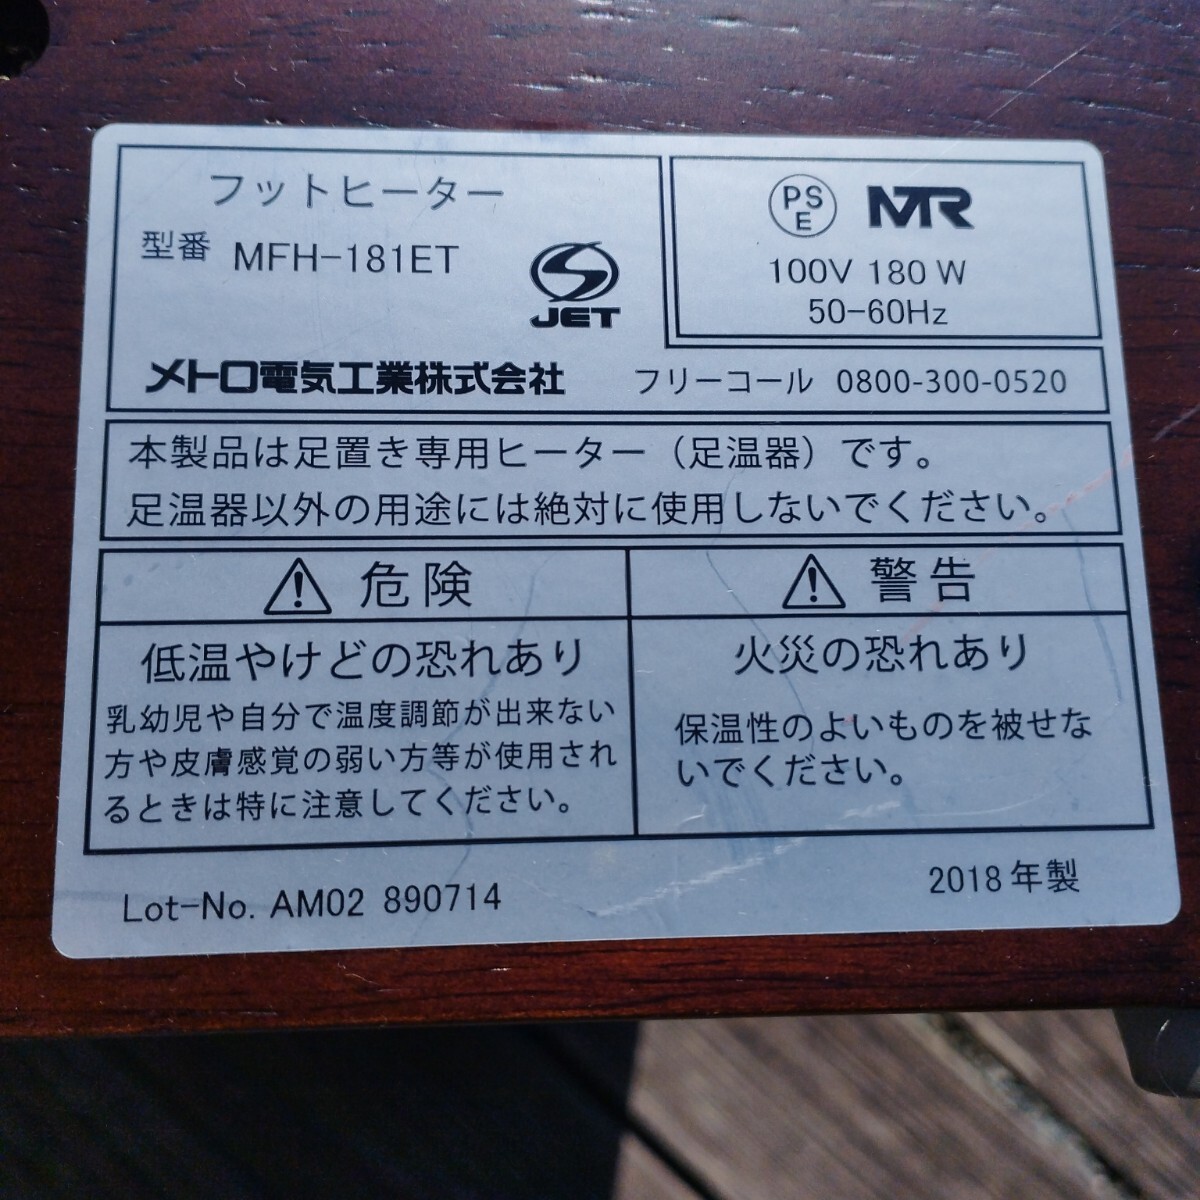 フットヒーター
型番 MFH-181ET
JET
メトロ電気工業株式会社
PSE MTR
100V 180W
50-60Hz
フリーコール 0800-300-0520
本製品は足置き専用ヒーター（足温器）です。
足温器以外の用途には絶対に使用しないでください。
危険
低温やけどの恐れあり
乳幼児や自分で温度調節が出来ない
方や皮膚感覚の弱い方等が使用され
るときは特に注意してください。
警告
火災の恐れあり
保温性のよいものを被せな
いでください。
Lot-No. AM02 890714
2018年製